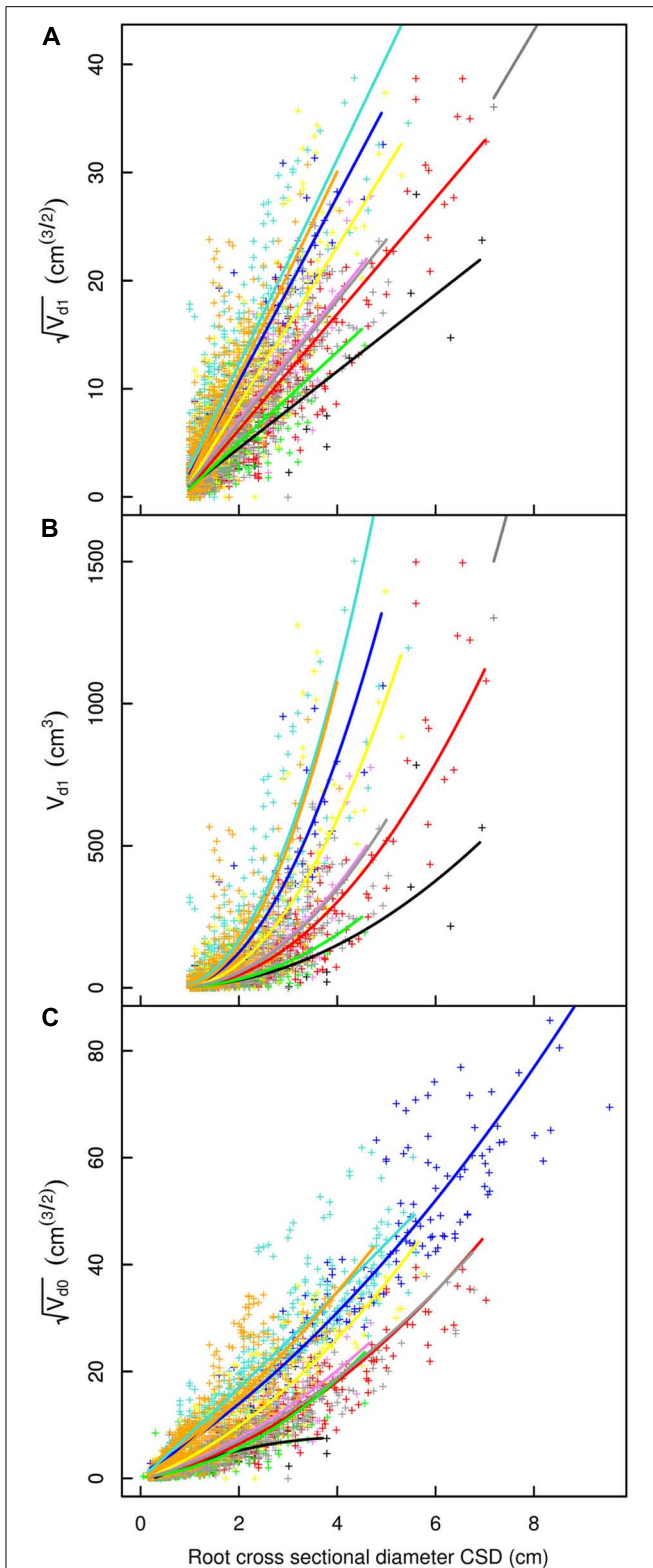 A
40
30
20
10
0
√Vd1 (cm(3/2))
B
1500
1000
500
0
Vd1 (cm3)
C
80
60
40
20
0
√Vd0 (cm(3/2))
0 2 4 6 8
Root cross sectional diameter CSD (cm)